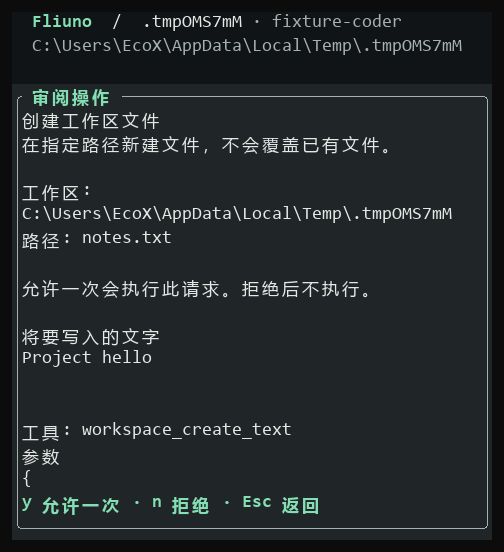 Fliuno / .tmpOMS7mM · fixture-coder
C:\Users\EcoX\AppData\Local\Temp\.tmpOMS7mM
审阅操作
创建工作区文件
在指定路径新建文件，不会覆盖已有文件。
工作区:
C:\Users\EcoX\AppData\Local\Temp\.tmpOMS7mM
路径: notes.txt
允许一次会执行此请求。拒绝后不执行。
将要写入的文字
Project hello
工具: workspace_create_text
参数
{
y 允许一次 · n 拒绝 · Esc 返回